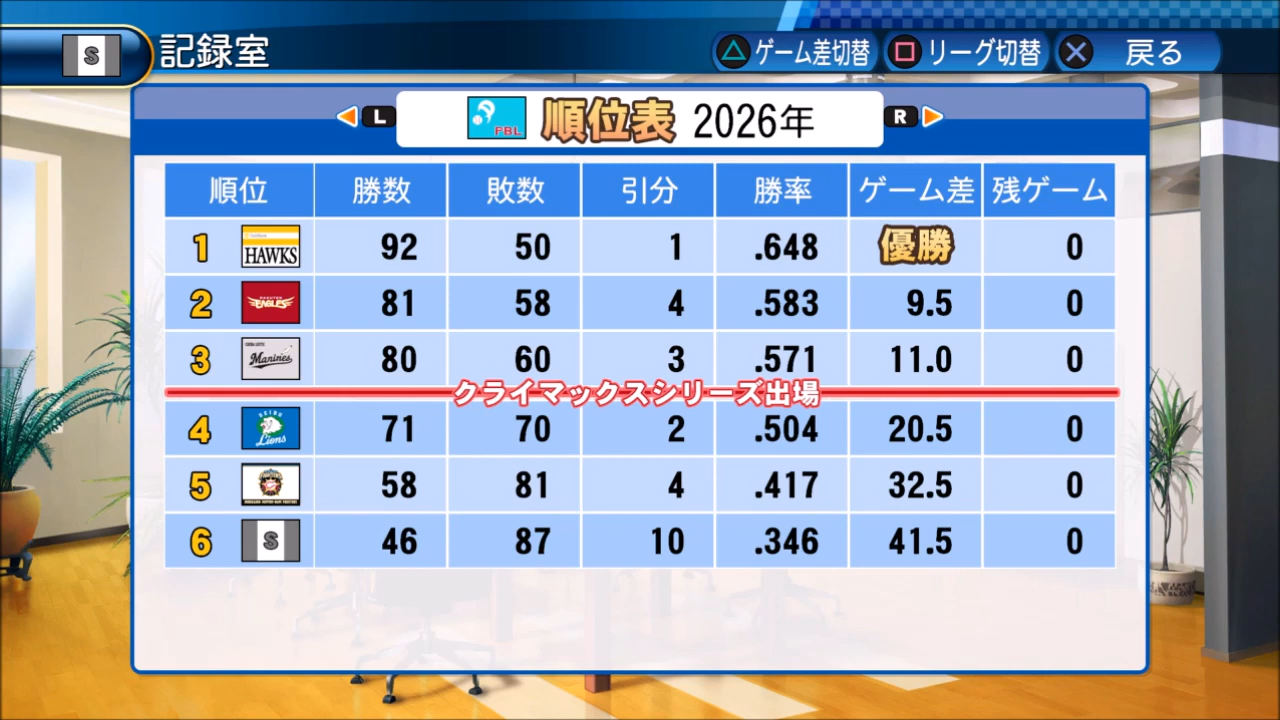 S 記録室 △ゲーム差切替 □リーグ切替 ×戻る
L FBL 順位表 2026年 R
順位 勝数 敗数 引分 勝率 ゲーム差 残ゲーム
1 HAWKS 92 50 1 .648 優勝 0
2 EAGLES 81 58 4 .583 9.5 0
3 Marines 80 60 3 .571 11.0 0
クライマックスシリーズ出場
4 Lions 71 70 2 .504 20.5 0
5 58 81 4 .417 32.5 0
6 S 46 87 10 .346 41.5 0